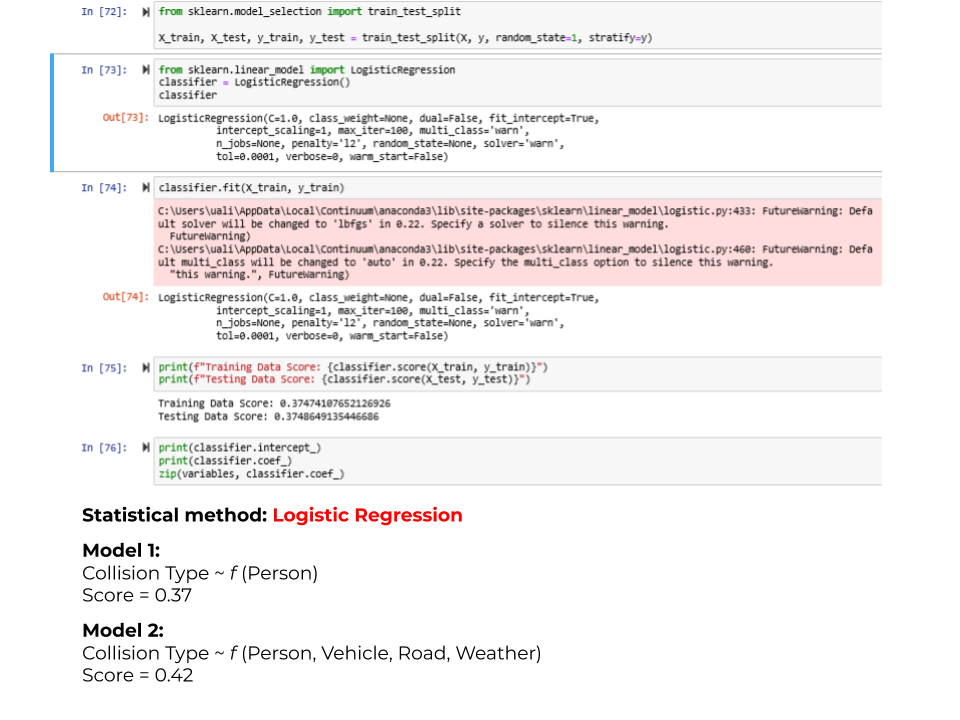 In [72]: from sklearn.model_selection import train_test_split
X_train, X_test, y_train, y_test = train_test_split(X, y, random_state=1, stratify=y)
In [73]: from sklearn.linear_model import LogisticRegression
classifier = LogisticRegression()
classifier
Out[73]: LogisticRegression(C=1.0, class_weight=None, dual=False, fit_intercept=True,
intercept_scaling=1, max_iter=100, multi_class='warn',
n_jobs=None, penalty='l2', random_state=None, solver='warn',
tol=0.0001, verbose=0, warm_start=False)
In [74]: classifier.fit(X_train, y_train)
C:\Users\uali\AppData\Local\Continuum\anaconda3\lib\site-packages\sklearn\linear_model\logistic.py:433: FutureWarning: Defa
ult solver will be changed to 'lbfgs' in 0.22. Specify a solver to silence this warning.
FutureWarning)
C:\Users\uali\AppData\Local\Continuum\anaconda3\lib\site-packages\sklearn\linear_model\logistic.py:460: FutureWarning: Defa
ult multi_class will be changed to 'auto' in 0.22. Specify the multi_class option to silence this warning.
"this warning.", FutureWarning)
Out[74]: LogisticRegression(C=1.0, class_weight=None, dual=False, fit_intercept=True,
intercept_scaling=1, max_iter=100, multi_class='warn',
n_jobs=None, penalty='l2', random_state=None, solver='warn',
tol=0.0001, verbose=0, warm_start=False)
In [75]: print(f"Training Data Score: {classifier.score(X_train, y_train)}")
print(f"Testing Data Score: {classifier.score(X_test, y_test)}")
Training Data Score: 0.37474107652126926
Testing Data Score: 0.3748649135446686
In [76]: print(classifier.intercept_)
print(classifier.coef_)
zip(variables, classifier.coef_)
Statistical method: Logistic Regression
Model 1:
Collision Type ~ f (Person)
Score = 0.37
Model 2:
Collision Type ~ f (Person, Vehicle, Road, Weather)
Score = 0.42